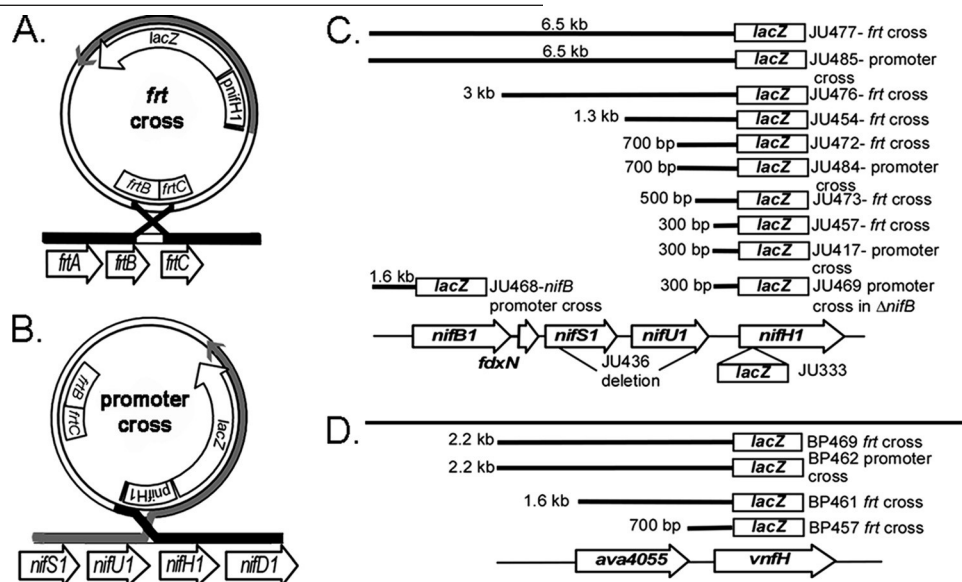 A.
lacZ
pnifH1
frt
cross
frtB frtC
frtA frtB frtC
B.
frtB
frtC
promoter
cross
lacZ
pnifH1
nifS1 nifU1 nifH1 nifD1
C.
6.5 kb lacZ JU477- frt cross
6.5 kb lacZ JU485- promoter
cross
3 kb lacZ JU476- frt cross
1.3 kb lacZ JU454- frt cross
700 bp lacZ JU472- frt cross
700 bp lacZ JU484- promoter
cross
500 bp lacZ JU473- frt cross
300 bp lacZ JU457- frt cross
300 bp lacZ JU417- promoter
cross
1.6 kb lacZ JU468-nifB
promoter cross
300 bp lacZ JU469 promoter
cross in ΔnifB
nifB1 fdxN nifS1 nifU1 nifH1
JU436
deletion
lacZ JU333
D.
2.2 kb lacZ BP469 frt cross
2.2 kb lacZ BP462 promoter
cross
1.6 kb lacZ BP461 frt cross
700 bp lacZ BP457 frt cross
ava4055 vnfH